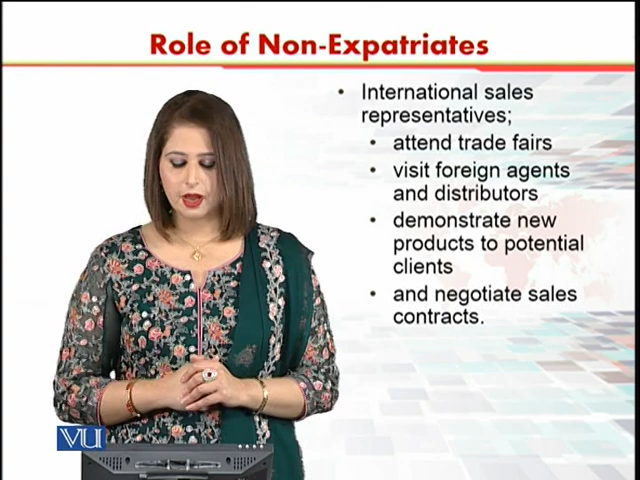 Role of Non-Expatriates
• International sales
representatives;
• attend trade fairs
• visit foreign agents
and distributors
• demonstrate new
products to potential
clients
• and negotiate sales
contracts.
VU